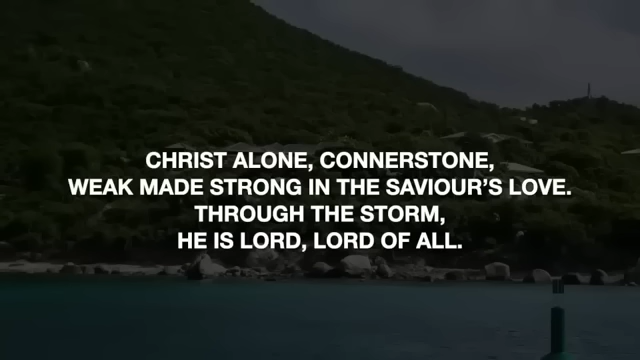 CHRIST ALONE, CONNERSTONE,
WEAK MADE STRONG IN THE SAVIOUR'S LOVE.
THROUGH THE STORM,
HE IS LORD, LORD OF ALL.